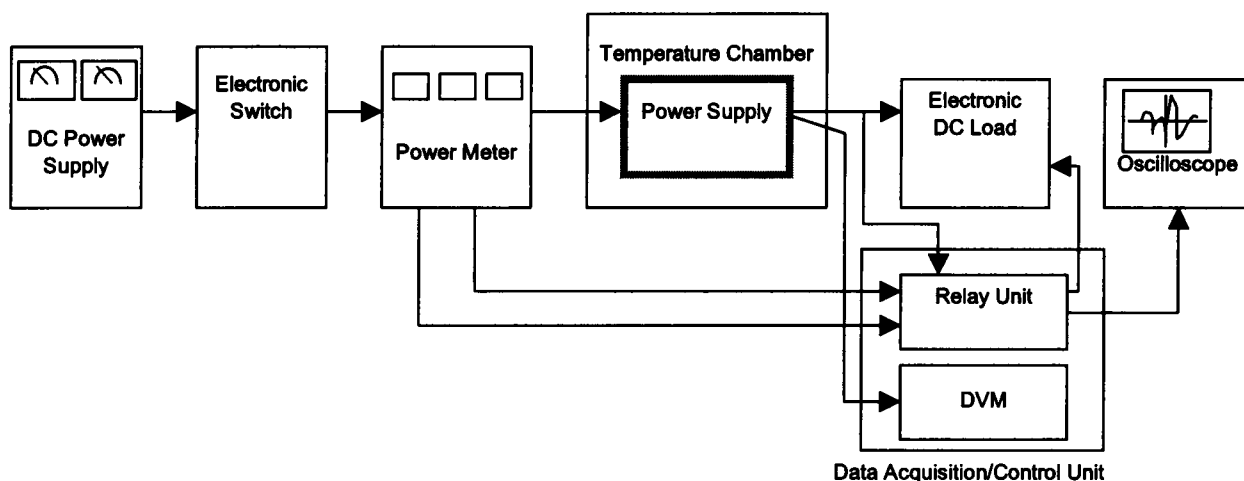 DC Power
Supply
Electronic
Switch
Power Meter
Temperature Chamber
Power Supply
Electronic
DC Load
Oscilloscope
Relay Unit
DVM
Data Acquisition/Control Unit